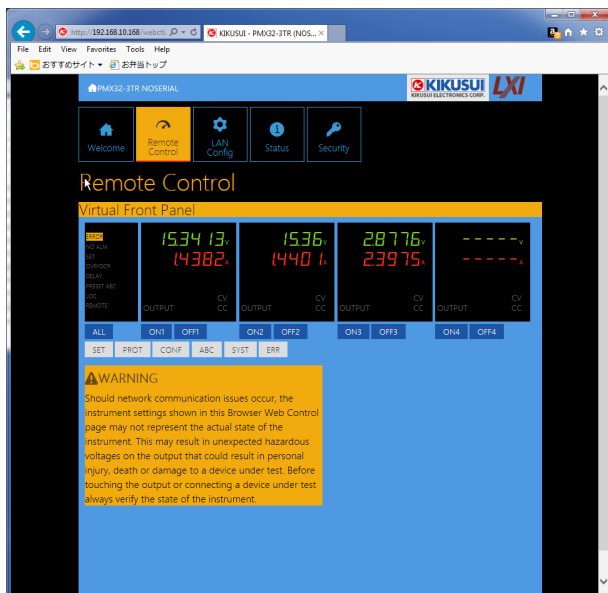 http://192.168.10.168/webctl
KIKUSUI - PMX32-3TR (NOS...
File Edit View Favorites Tools Help
おすすめサイト お弁当トップ
PMX32-3TR NOSERIAL
KIKUSUI
KIKUSUI ELECTRONICS CORP.
LXI
Welcome
Remote Control
LAN Config
Status
Security
Remote Control
Virtual Front Panel
ERROR
NO ALM
SET
OVP/OCP
DELAY
PRESET ABC
LOC
REMOTE
15.3413V 15.36V 2.8776V -----V
1.4382A 1.4401A 2.3975A -----A
CV CV CV CV
OUTPUT CC OUTPUT CC OUTPUT CC OUTPUT CC
ALL ON1 OFF1 ON2 OFF2 ON3 OFF3 ON4 OFF4
SET PROT CONF ABC SYST ERR
WARNING
Should network communication issues occur, the
instrument settings shown in this Browser Web Control
page may not represent the actual state of the
instrument. This may result in unexpected hazardous
voltages on the output that could result in personal
injury, death or damage to a device under test. Before
touching the output or connecting a device under test
always verify the state of the instrument.